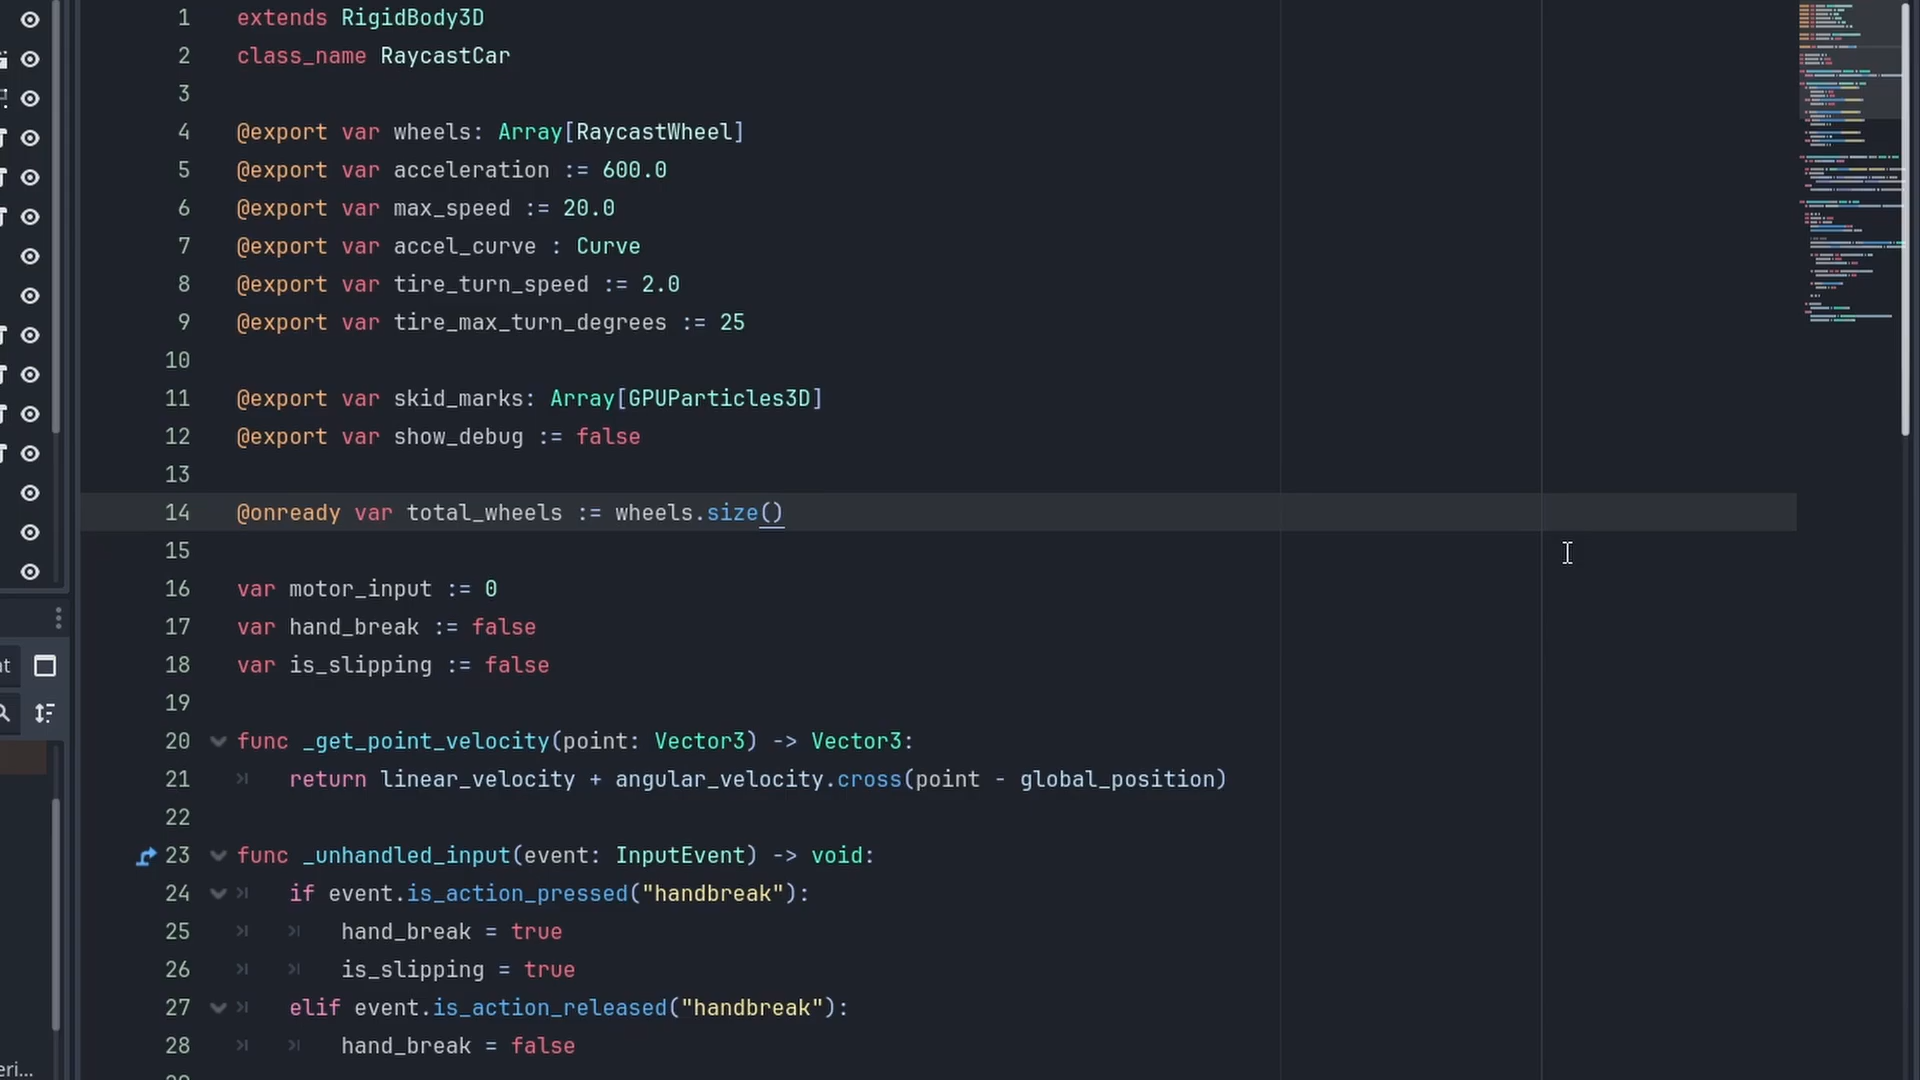 1 extends RigidBody3D
2 class_name RaycastCar
3
4 @export var wheels: Array[RaycastWheel]
5 @export var acceleration := 600.0
6 @export var max_speed := 20.0
7 @export var accel_curve : Curve
8 @export var tire_turn_speed := 2.0
9 @export var tire_max_turn_degrees := 25
10
11 @export var skid_marks: Array[GPUParticles3D]
12 @export var show_debug := false
13
14 @onready var total_wheels := wheels.size()
15
16 var motor_input := 0
17 var hand_break := false
18 var is_slipping := false
19
20 func _get_point_velocity(point: Vector3) -> Vector3:
21 return linear_velocity + angular_velocity.cross(point - global_position)
22
23 func _unhandled_input(event: InputEvent) -> void:
24 if event.is_action_pressed("handbreak"):
25 hand_break = true
26 is_slipping = true
27 elif event.is_action_released("handbreak"):
28 hand_break = false